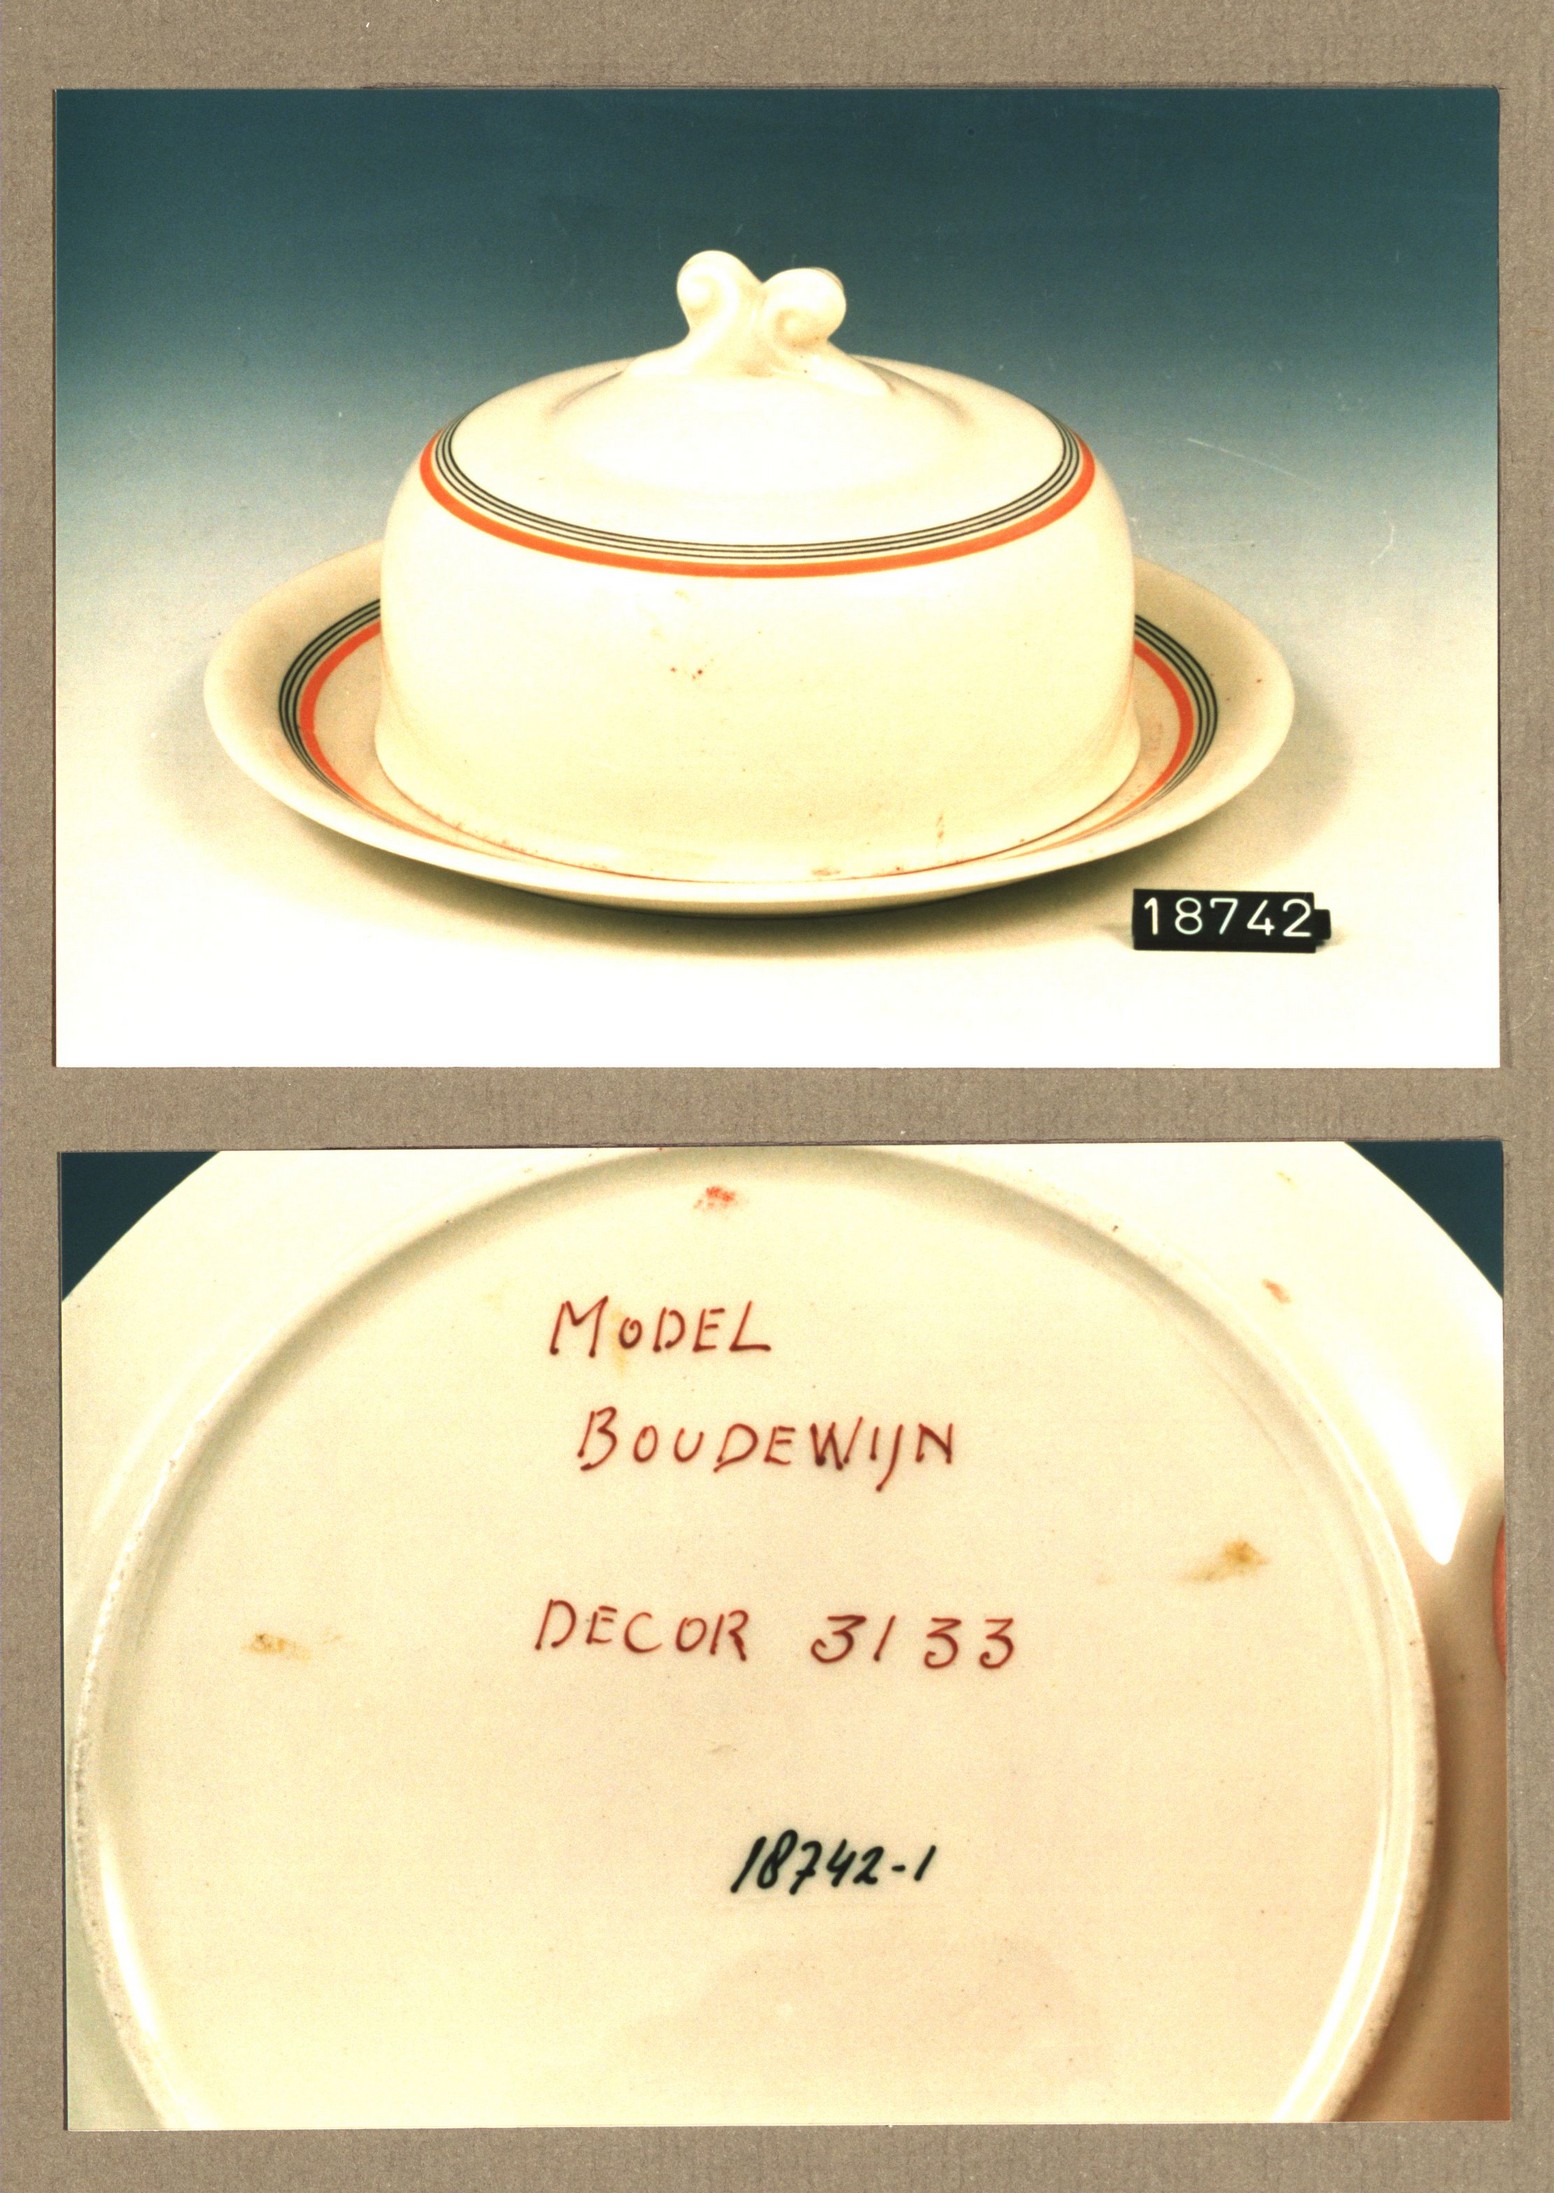 18742
MODEL
BOUDEWIJN
DECOR 3133
18742-1